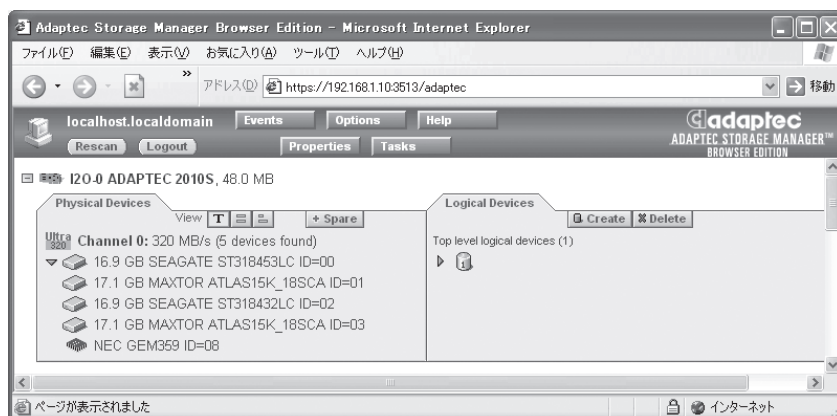 Adaptec Storage Manager Browser Edition - Microsoft Internet Explorer
ファイル(F) 編集(E) 表示(V) お気に入り(A) ツール(T) ヘルプ(H)
» アドレス(D) https://192.168.1.10:3513/adaptec 移動
localhost.localdomain Events Options Help adaptec
Rescan Logout Properties Tasks ADAPTEC STORAGE MANAGER™
BROWSER EDITION
I2O-0 ADAPTEC 2010S, 48.0 MB
Physical Devices
View T + Spare
Ultra 320 Channel 0: 320 MB/s (5 devices found)
16.9 GB SEAGATE ST318453LC ID=00
17.1 GB MAXTOR ATLAS15K_18SCA ID=01
16.9 GB SEAGATE ST318432LC ID=02
17.1 GB MAXTOR ATLAS15K_18SCA ID=03
NEC GEM359 ID=08
Logical Devices
Create Delete
Top level logical devices (1)
1
ページが表示されました インターネット